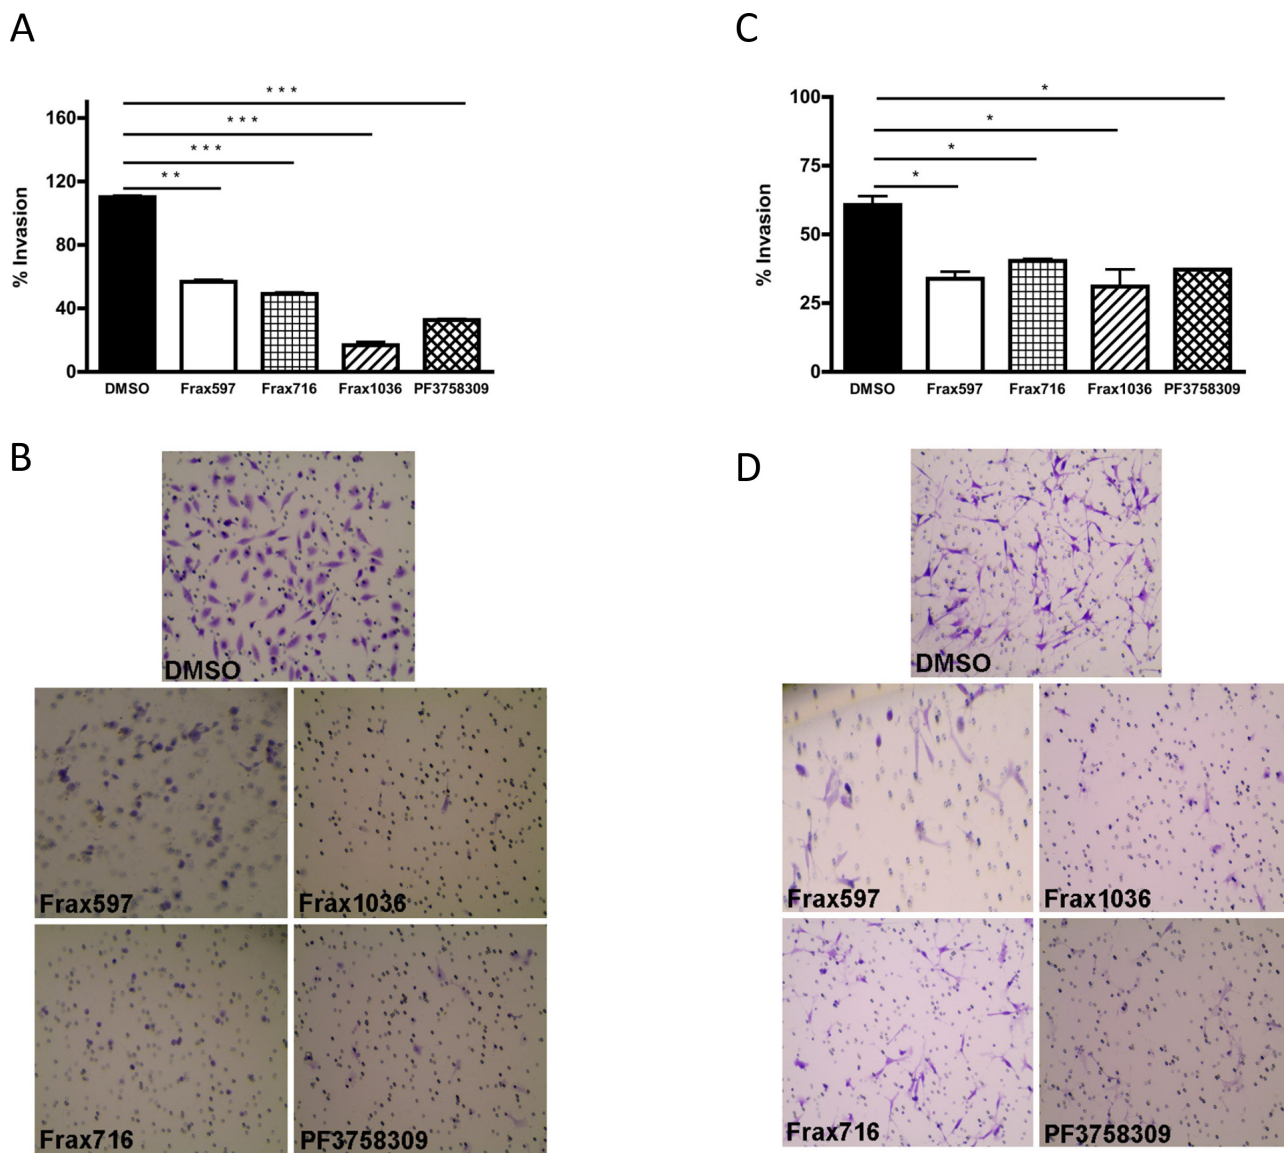 A
160
120
80
40
0
% Invasion
* * *
* * *
* * *
* *
DMSO Frax597 Frax716 Frax1036 PF3758309
C
100
75
50
25
0
% Invasion
*
*
*
*
DMSO Frax597 Frax716 Frax1036 PF3758309
B
DMSO
Frax597
Frax1036
Frax716
PF3758309
D
DMSO
Frax597
Frax1036
Frax716
PF3758309